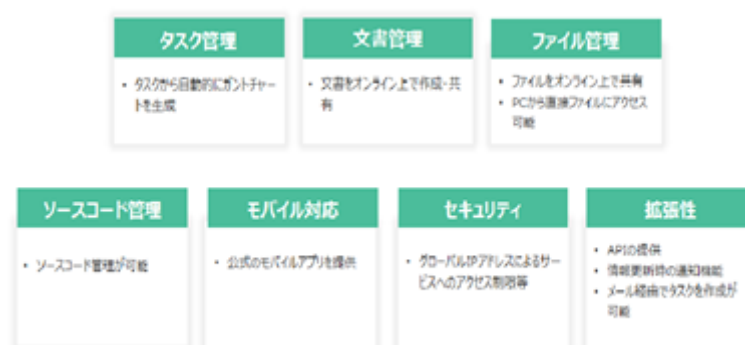 タスク管理
・ タスクから自動的にガントチャー
トを生成
文書管理
・ 文書をオンライン上で作成・共
有
ファイル管理
・ ファイルをオンライン上で共有
・ PCから直接ファイルにアクセス
可能
ソースコード管理
・ ソースコード管理が可能
モバイル対応
・ 公式のモバイルアプリを提供
セキュリティ
・ グローバルIPアドレスによるサー
ビスへのアクセス制限等
拡張性
・ APIの提供
・ 情報更新時の通知機能
・ メール経由でタスクを作成が
可能